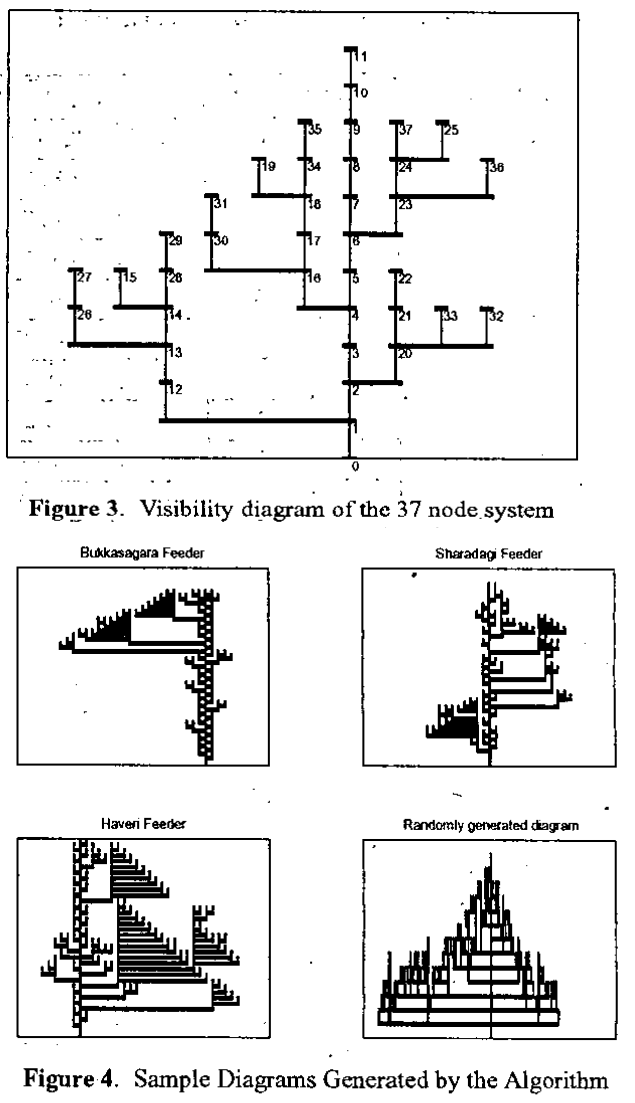 11
10
35 9 37 25
19 34 8 24 36
31 18 7 23
29 30 17 6
27 15 28 16 5 22
26 14 4 21 33 32
13 3 20
12 2
1
0
Figure 3. Visibility diagram of the 37 node system
Bukkasagara Feeder
Sharadagi Feeder
Haveri Feeder
Randomly generated diagram
Figure 4. Sample Diagrams Generated by the Algorithm